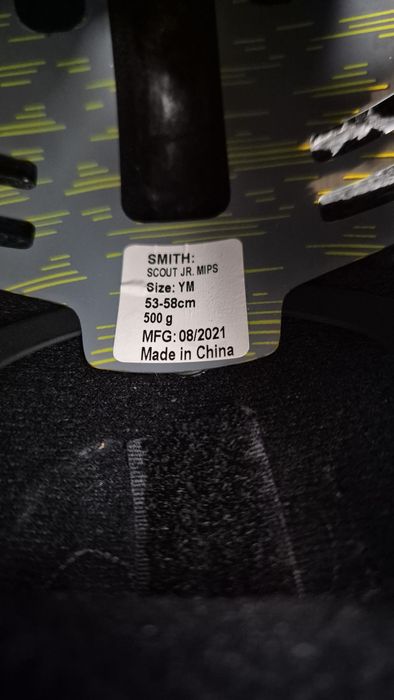 SMITH:
SCOUT JR. MIPS
Size: YM
53-58cm
500 g
MFG: 08/2021
Made in China